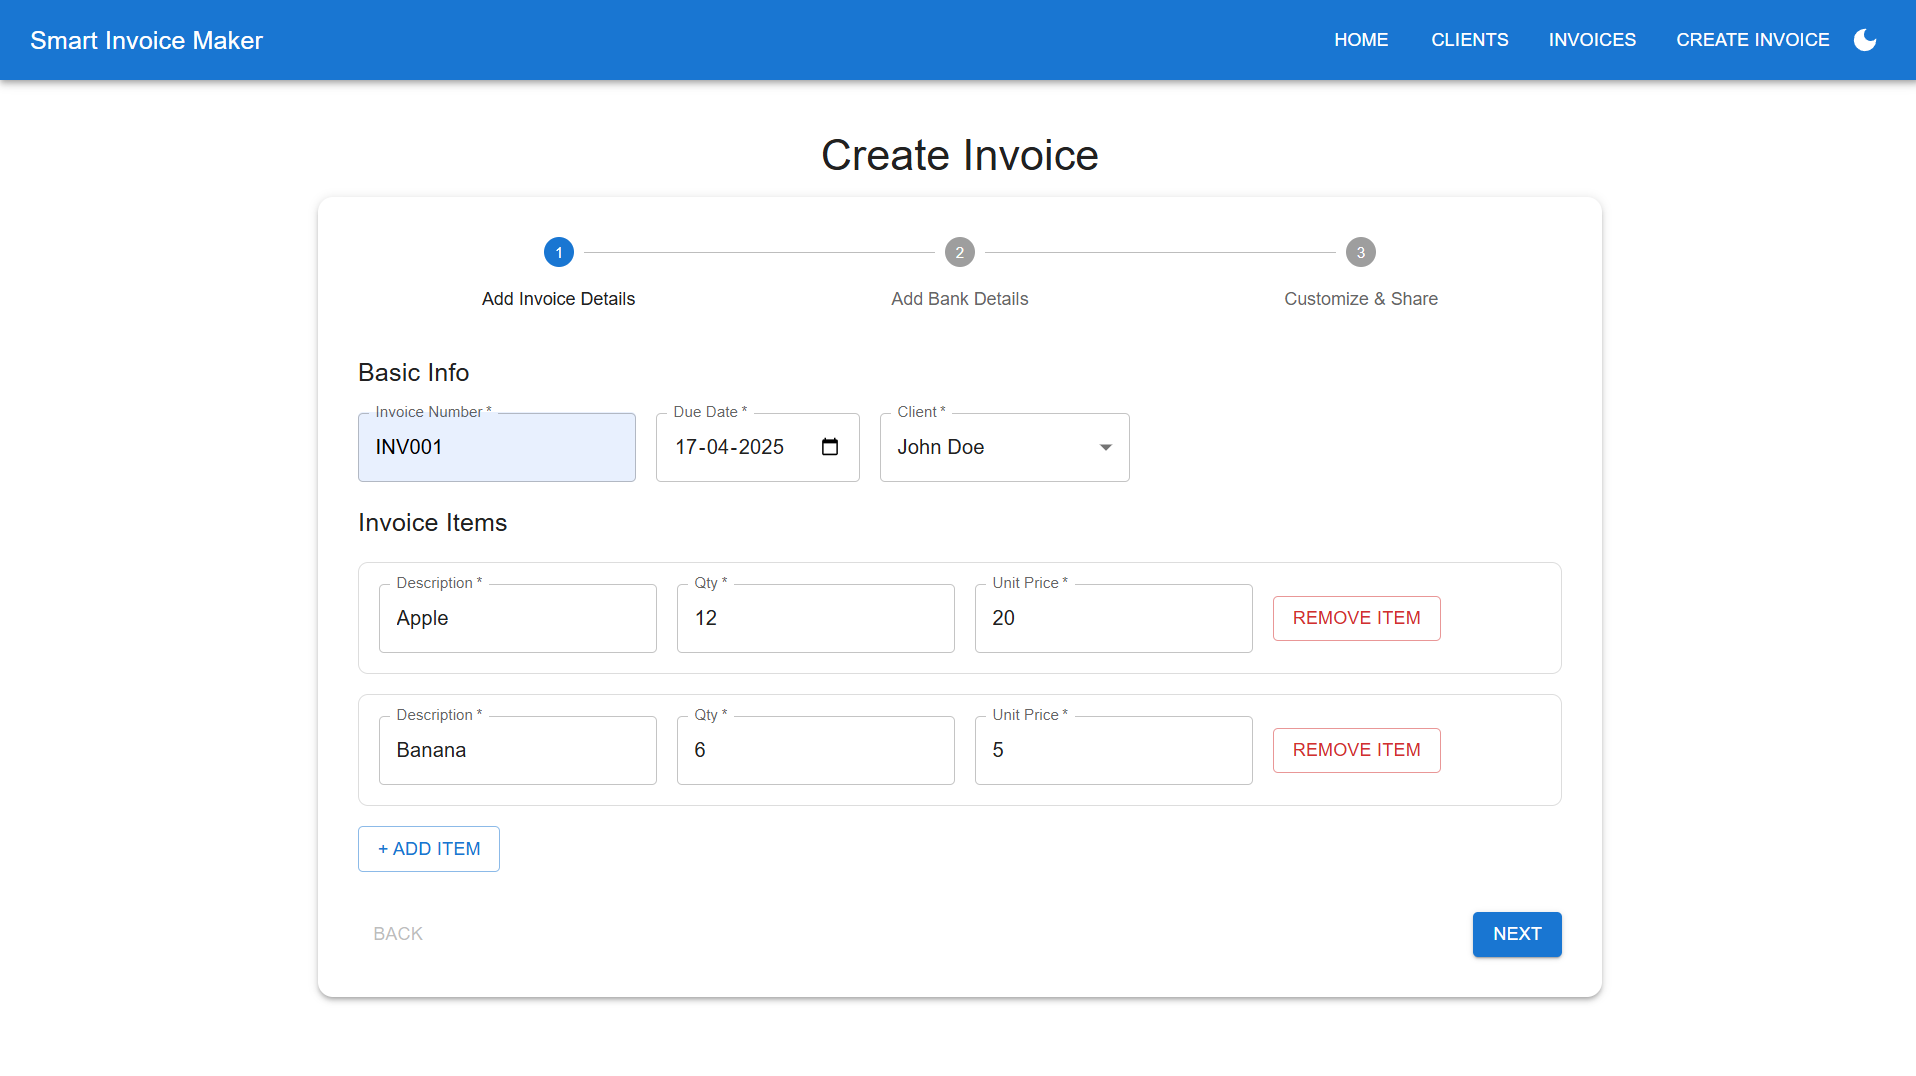 Smart Invoice Maker HOME CLIENTS INVOICES CREATE INVOICE
Create Invoice
1 2 3
Add Invoice Details Add Bank Details Customize & Share
Basic Info
Invoice Number * Due Date * Client *
INV001 17-04-2025 John Doe
Invoice Items
Description * Qty * Unit Price *
Apple 12 20 REMOVE ITEM
Description * Qty * Unit Price *
Banana 6 5 REMOVE ITEM
+ ADD ITEM
BACK NEXT